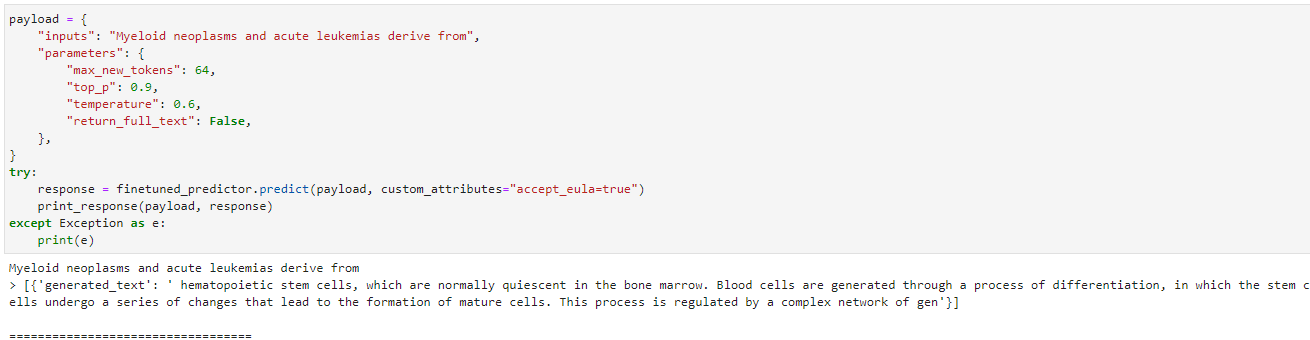 payload = {
    "inputs": "Myeloid neoplasms and acute leukemias derive from",
    "parameters": {
        "max_new_tokens": 64,
        "top_p": 0.9,
        "temperature": 0.6,
        "return_full_text": False,
    },
}
try:
    response = finetuned_predictor.predict(payload, custom_attributes="accept_eula=true")
    print_response(payload, response)
except Exception as e:
    print(e)
Myeloid neoplasms and acute leukemias derive from
> [{'generated_text': ' hematopoietic stem cells, which are normally quiescent in the bone marrow. Blood cells are generated through a process of differentiation, in which the stem c
ells undergo a series of changes that lead to the formation of mature cells. This process is regulated by a complex network of gen'}]
==================================